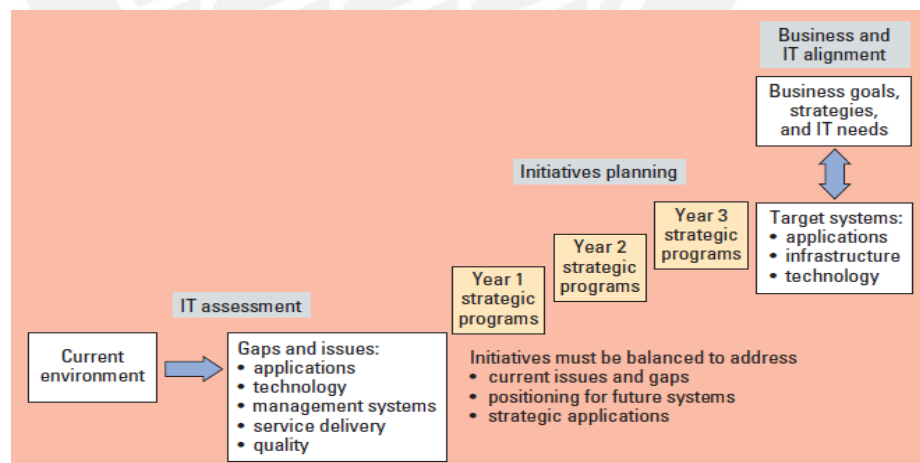 Business and
IT alignment
Business goals,
strategies,
and IT needs
Initiatives planning
Year 3
strategic
programs
Target systems:
• applications
• infrastructure
• technology
Year 2
strategic
programs
Year 1
strategic
programs
IT assessment
Current
environment
Gaps and issues:
• applications
• technology
• management systems
• service delivery
• quality
Initiatives must be balanced to address
• current issues and gaps
• positioning for future systems
• strategic applications